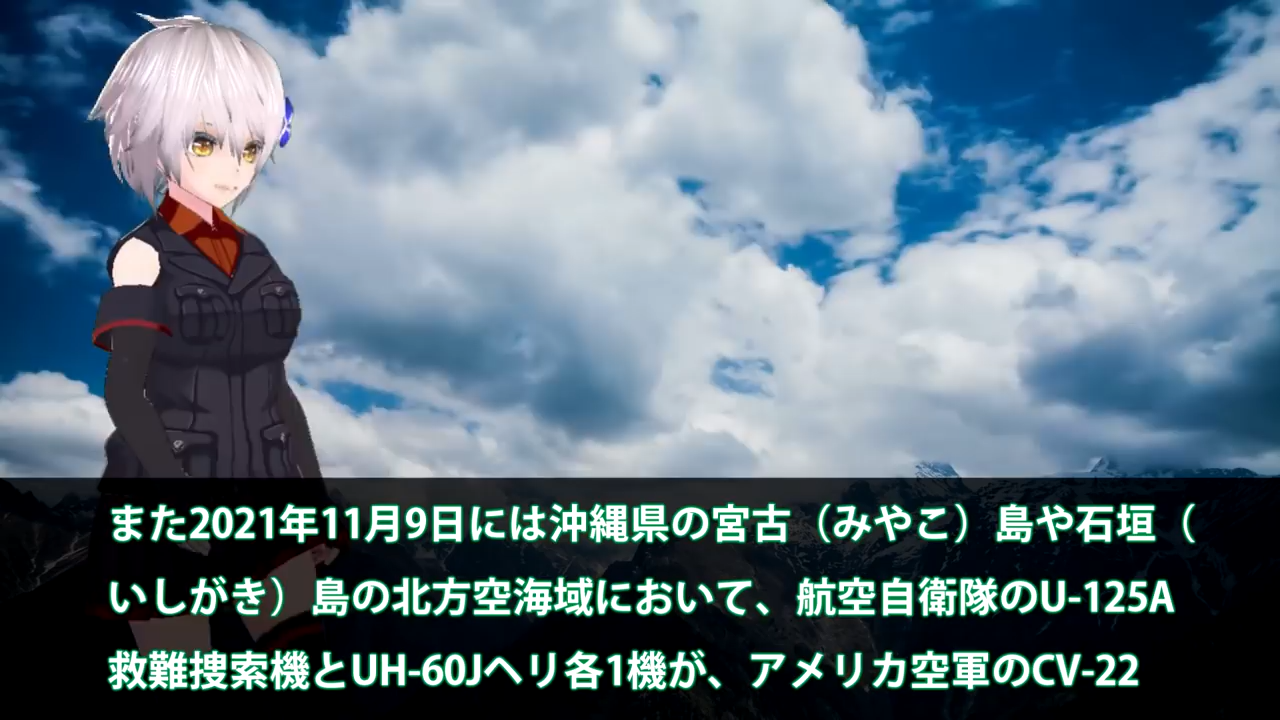 また2021年11月9日には沖縄県の宮古（みやこ）島や石垣（
いしがき）島の北方空海域において、航空自衛隊のU-125A
救難捜索機とUH-60Jヘリ各1機が、アメリカ空軍のCV-22